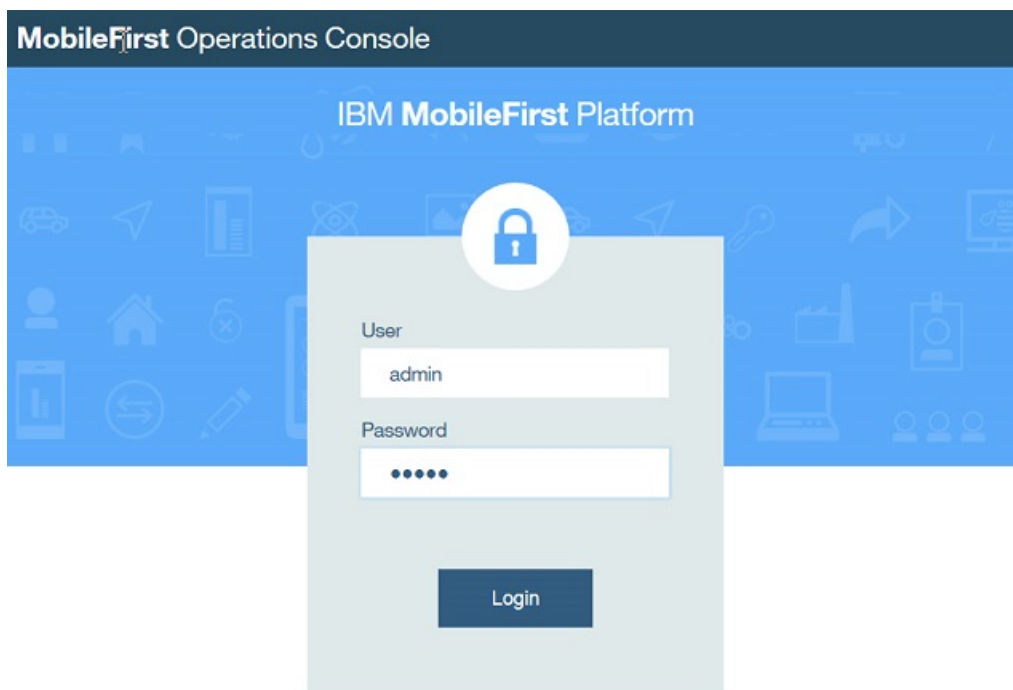 MobileFirst Operations Console
IBM MobileFirst Platform
User
admin
Password
•••••
Login